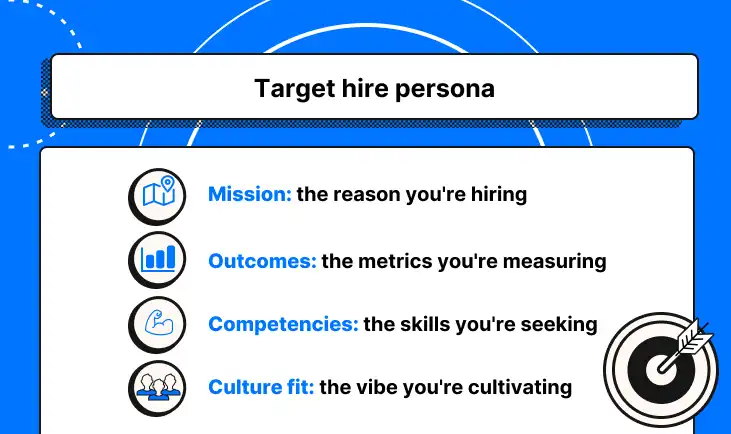 Target hire persona
Mission: the reason you're hiring
Outcomes: the metrics you're measuring
Competencies: the skills you're seeking
Culture fit: the vibe you're cultivating